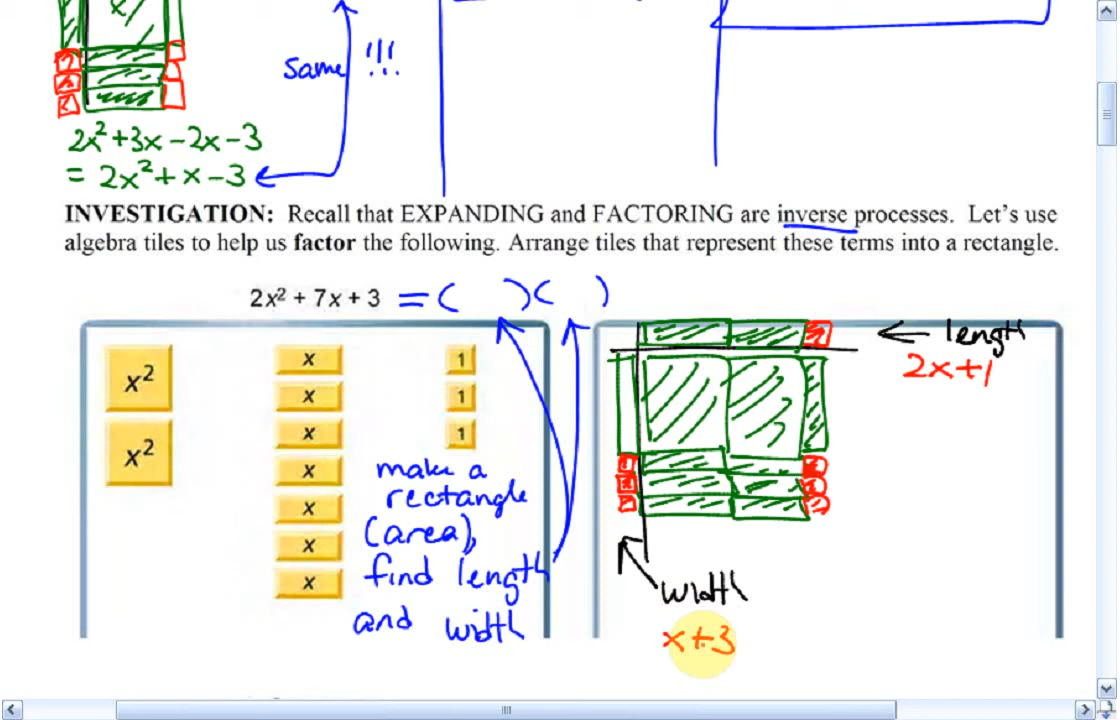 x²
Same !!!
2x² + 3x - 2x - 3
= 2x² + x - 3
INVESTIGATION: Recall that EXPANDING and FACTORING are inverse processes. Let's use
algebra tiles to help us factor the following. Arrange tiles that represent these terms into a rectangle.
2x² + 7x + 3 = ( )( )
← length
2x+1
x²
x²
x
x
x
x
x
x
x
1
1
1
make a
rectangle
(area),
find length
and width
width
x+3